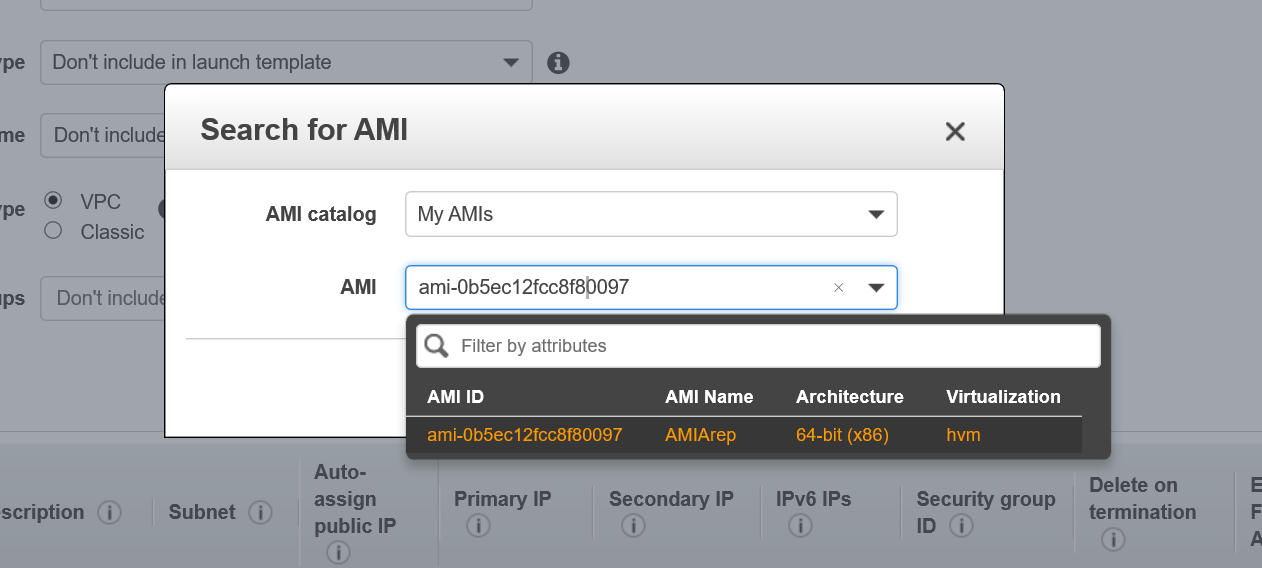 ype Don't include in launch template
Search for AMI
me Don't include
AMI catalog My AMIs
ype VPC
Classic
AMI ami-0b5ec12fcc8f80097
ups Don't include
Filter by attributes
AMI ID AMI Name Architecture Virtualization
ami-0b5ec12fcc8f80097 AMIArep 64-bit (x86) hvm
scription Subnet Auto-assign public IP Primary IP Secondary IP IPv6 IPs Security group ID Delete on termination